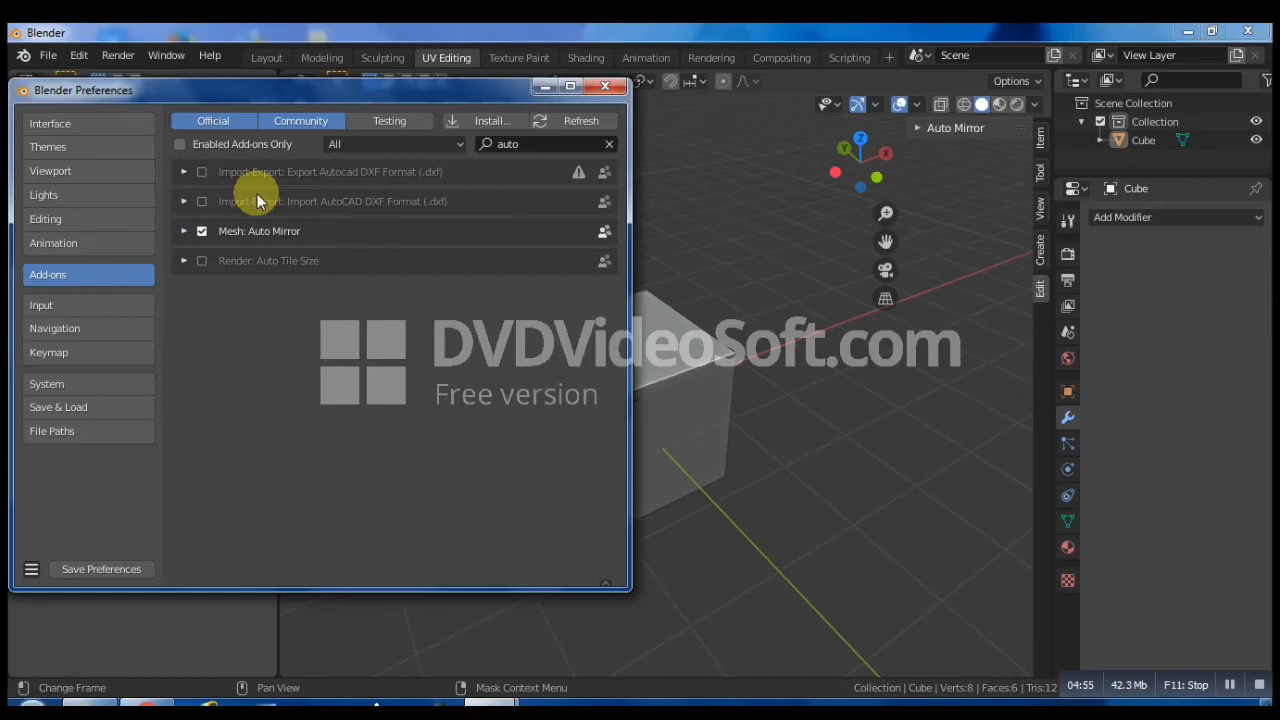 Blender
File Edit Render Window Help
Layout Modeling Sculpting UV Editing Texture Paint Shading Animation Rendering Compositing Scripting + Scene View Layer
Blender Preferences
Options
Interface
Themes
Viewport
Lights
Editing
Animation
Add-ons
Input
Navigation
Keymap
System
Save & Load
File Paths
Save Preferences
Official Community Testing Install... Refresh
Enabled Add-ons Only All auto
Import-Export: Export Autocad DXF Format (.dxf)
Import-Export: Import AutoCAD DXF Format (.dxf)
Mesh: Auto Mirror
Render: Auto Tile Size
DVDVideoSoft.com
Free version
Auto Mirror
Z
Y
X
Item
Tool
View
Create
Edit
Scene Collection
Collection
Cube
Cube
Add Modifier
Change Frame Pan View Mask Context Menu
Collection | Cube | Verts:8 | Faces:6 | Tris:12
04:55 42.3 Mb F11: Stop